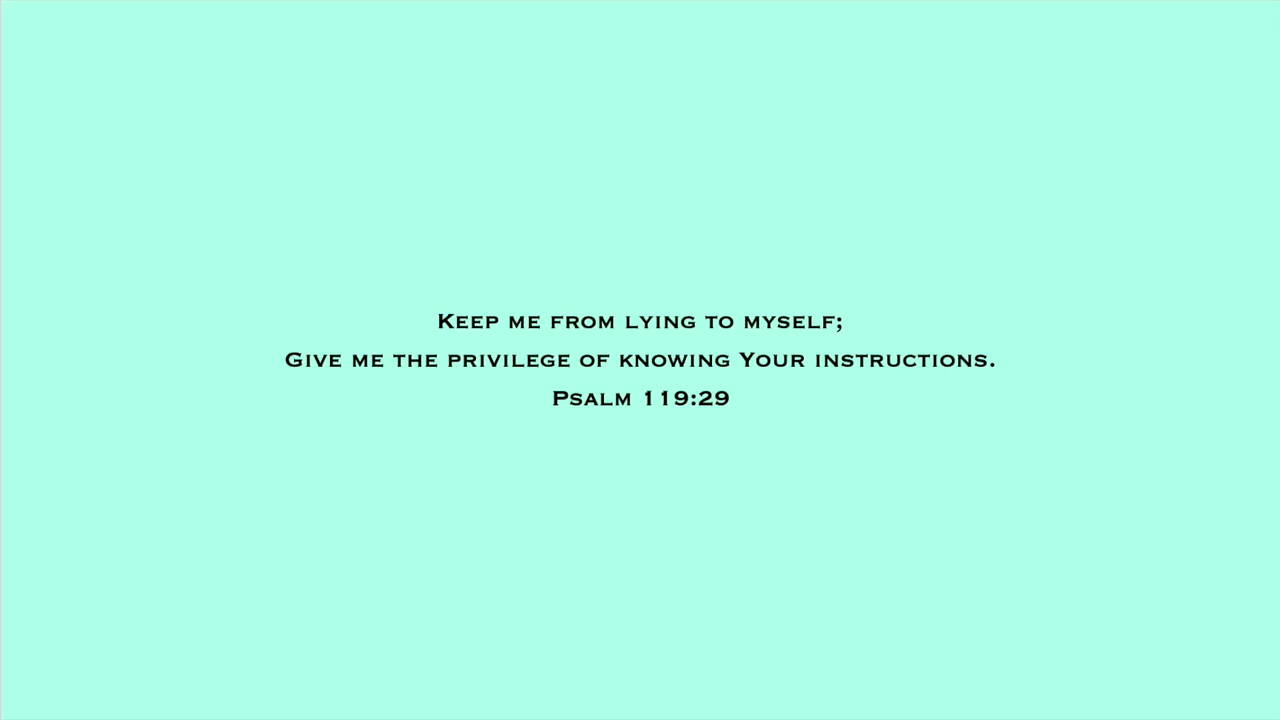 Keep me from lying to myself;
Give me the privilege of knowing Your instructions.
Psalm 119:29